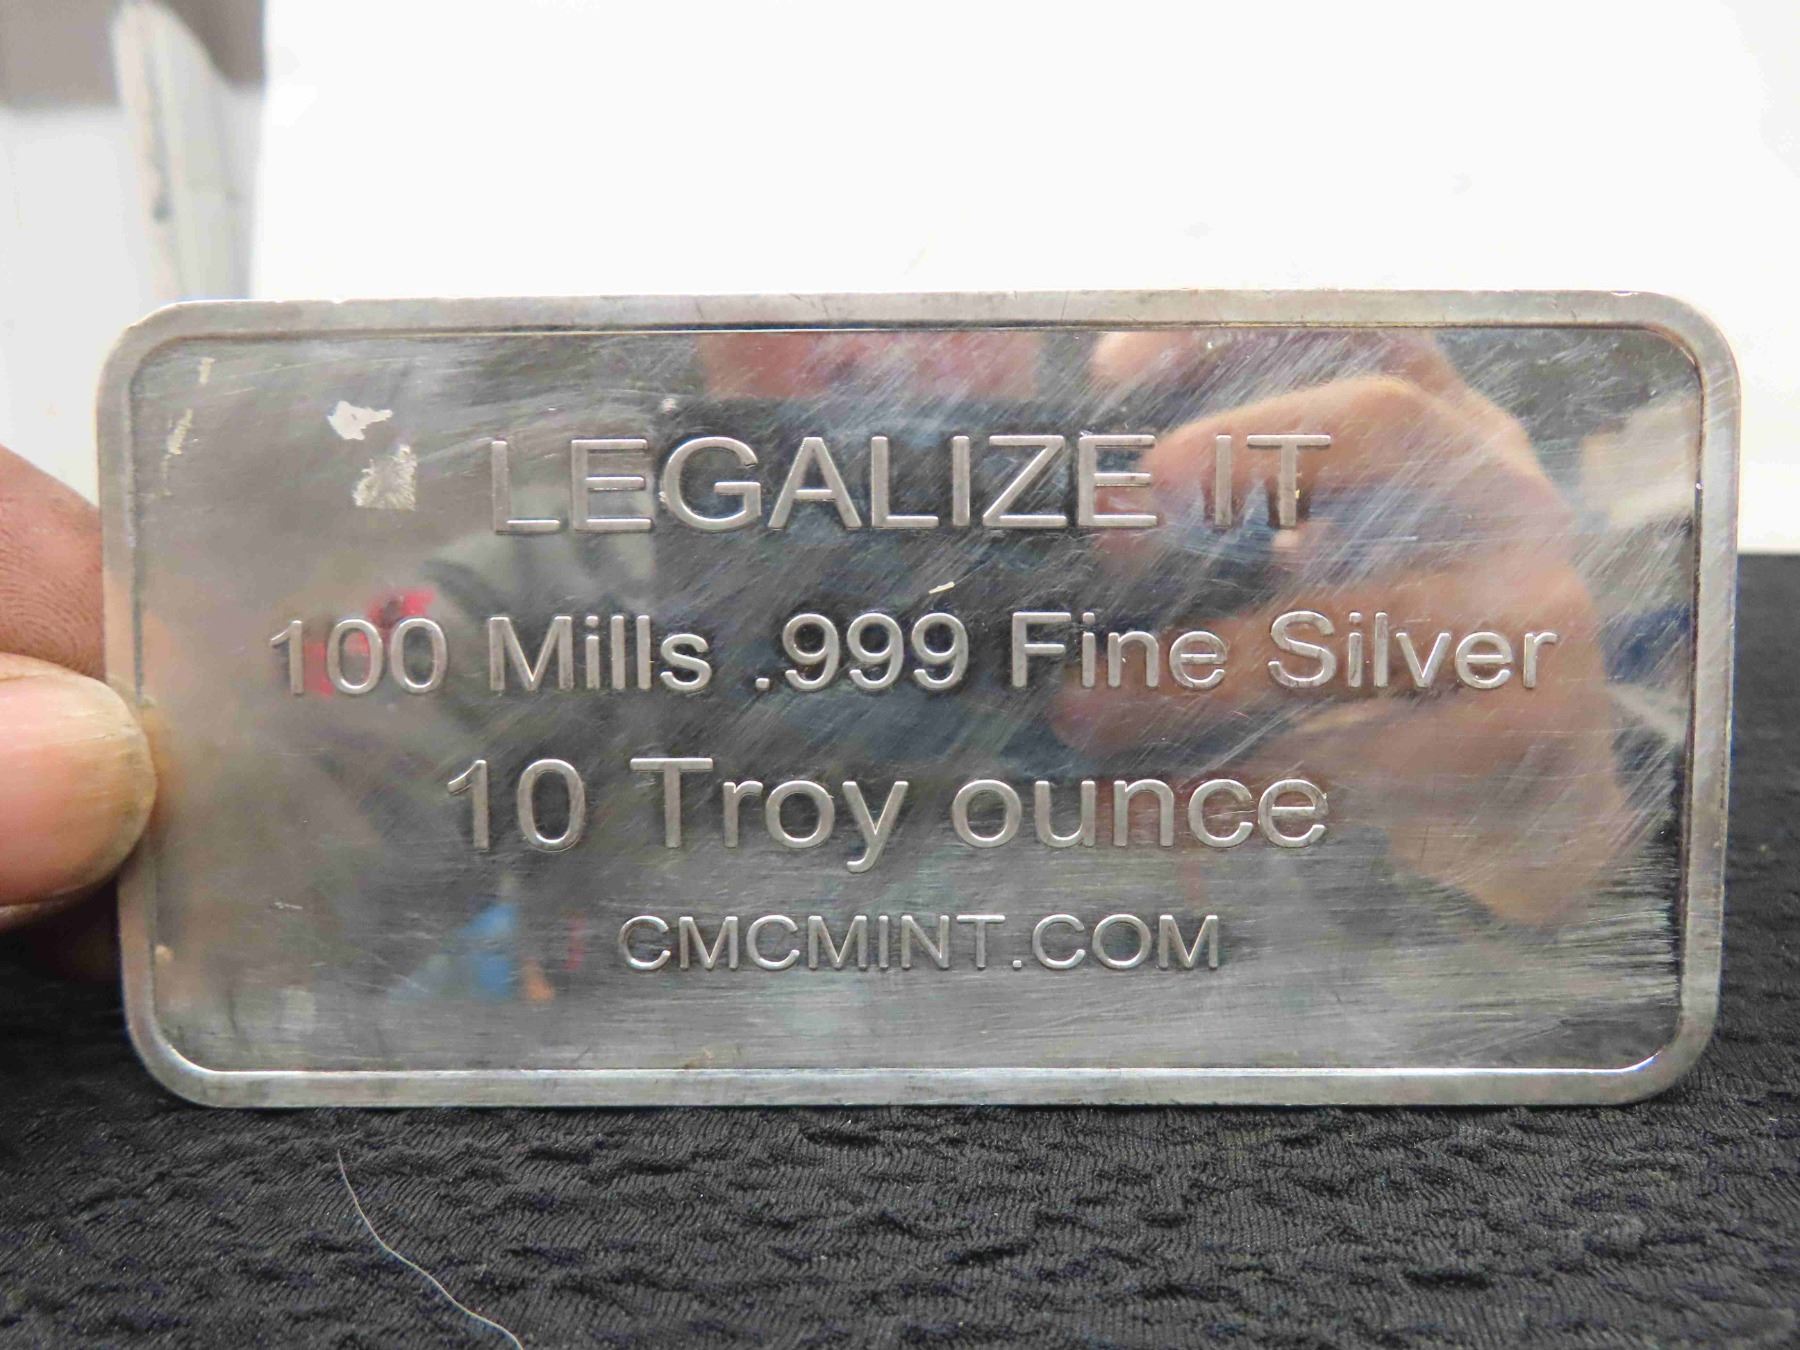 LEGALIZE IT
100 Mills .999 Fine Silver
10 Troy ounce
CMCMINT.COM